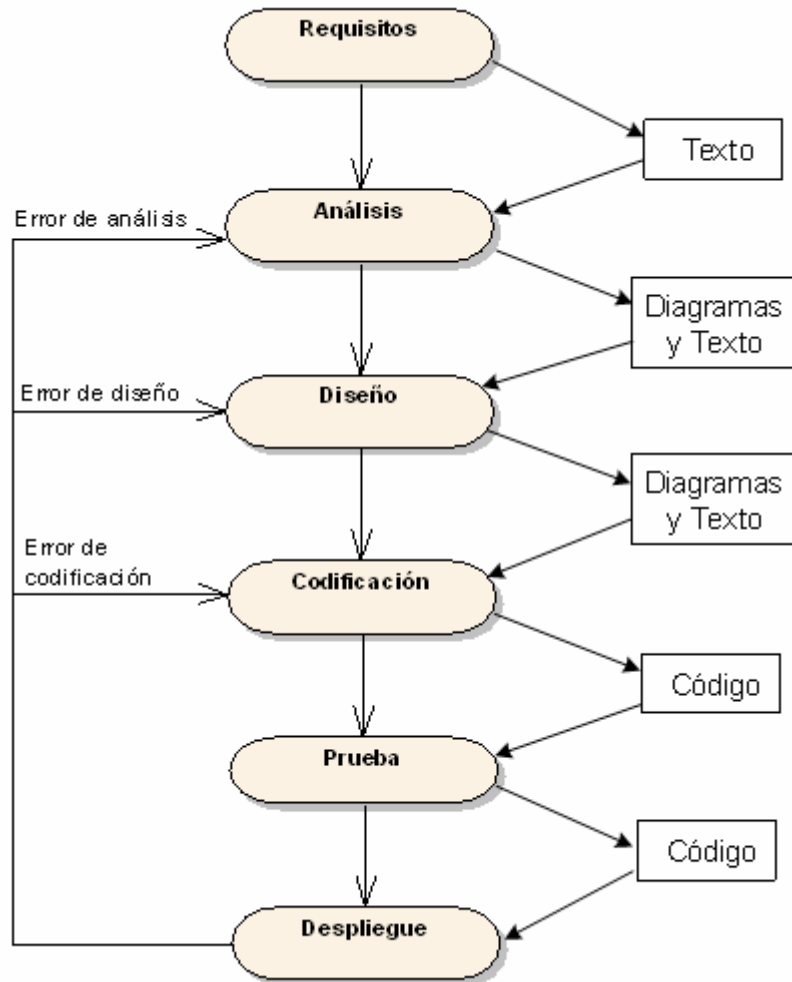 Requisitos
Texto
Error de análisis
Análisis
Diagramas
y Texto
Error de diseño
Diseño
Diagramas
y Texto
Error de
codificación
Codificación
Código
Prueba
Código
Despliegue